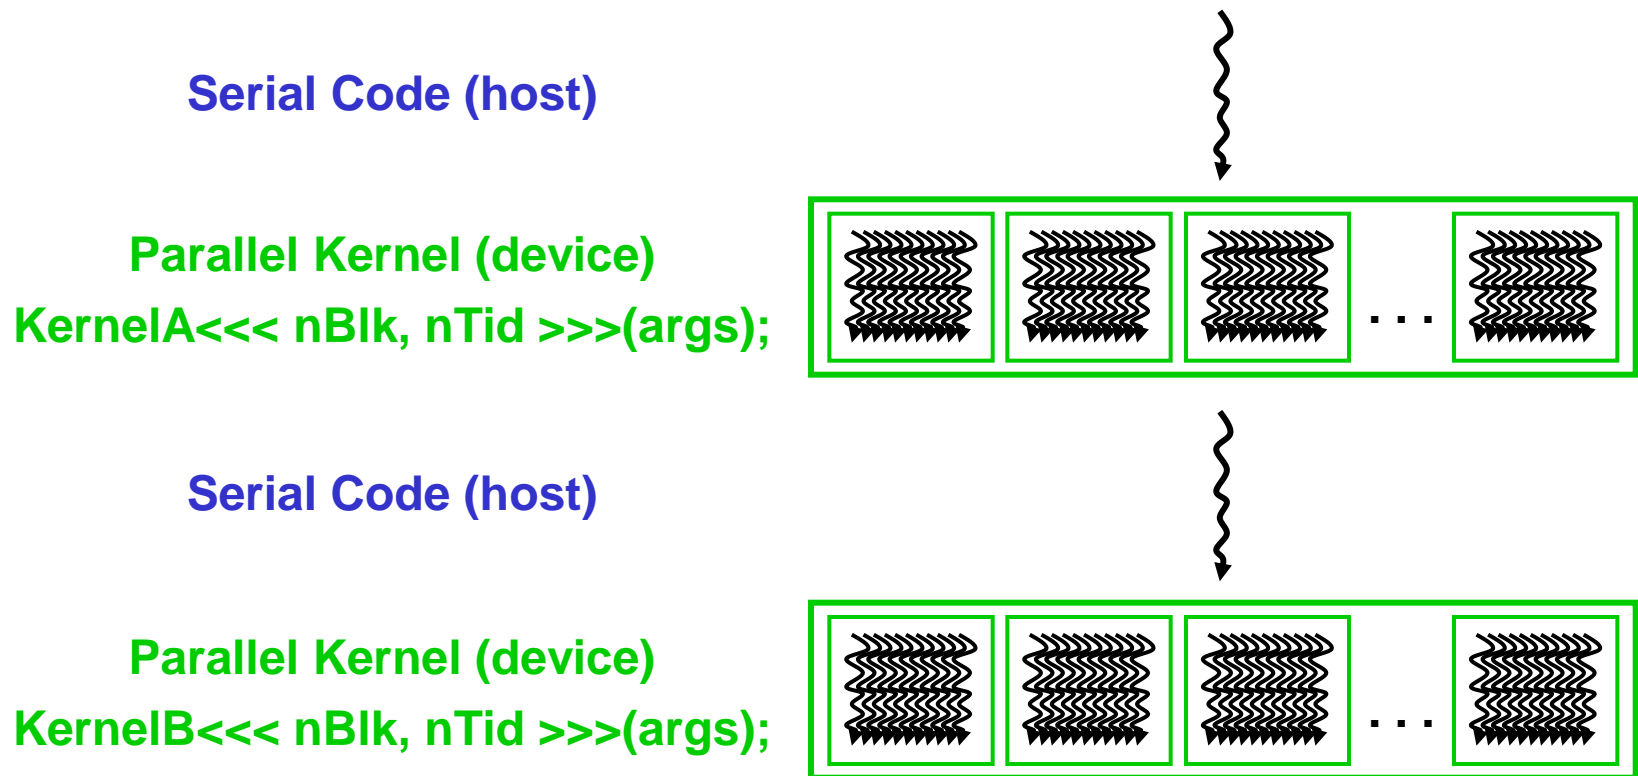 Serial Code (host)
Parallel Kernel (device)
KernelA<<< nBlk, nTid >>>(args);
. . .
Serial Code (host)
Parallel Kernel (device)
KernelB<<< nBlk, nTid >>>(args);
. . .